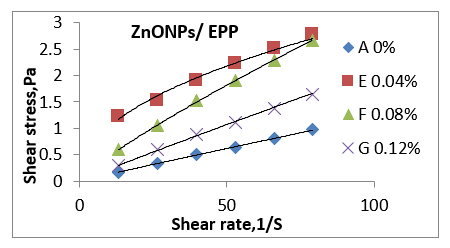 ZnONPs/ EPP
Shear stress,Pa
3
2.5
2
1.5
1
0.5
0
0
50
100
Shear rate,1/S
A 0%
E 0.04%
F 0.08%
G 0.12%